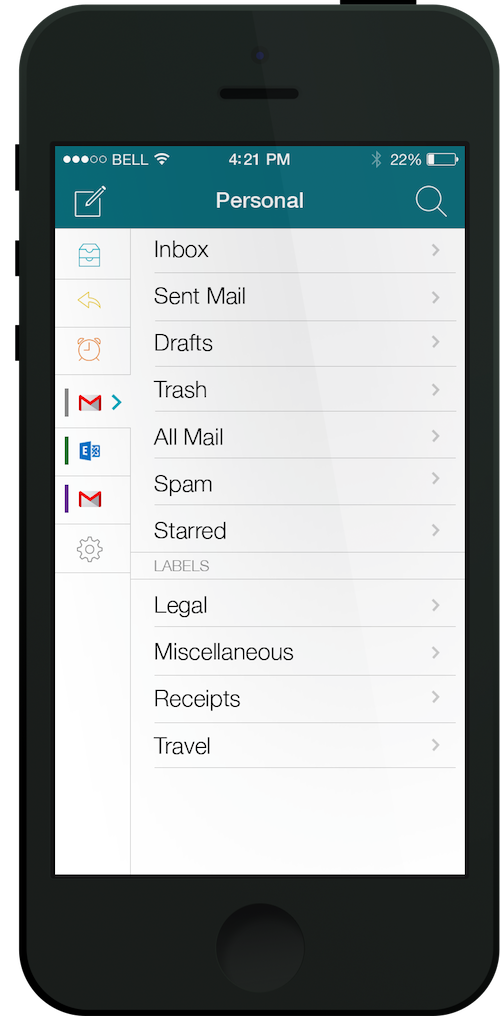 BELL 4:21 PM 22%
Personal
Inbox
Sent Mail
Drafts
Trash
All Mail
Spam
Starred
LABELS
Legal
Miscellaneous
Receipts
Travel